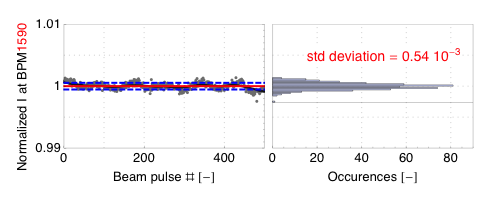 Normalized I at BPM1590
1.01
1
0.99
std deviation = 0.54 10⁻³
0
200
400
0
20
40
60
80
Beam pulse # [−]
Occurences [−]